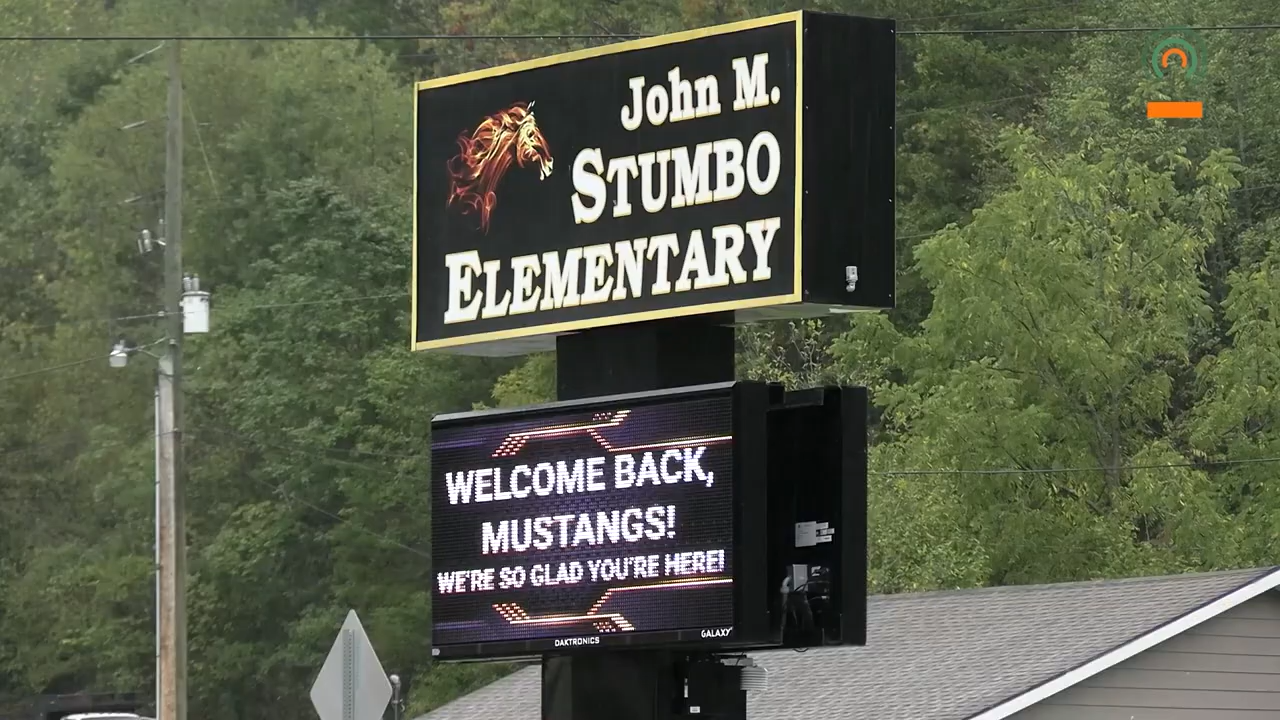 John M.
STUMBO
ELEMENTARY
WELCOME BACK,
MUSTANGS!
WE'RE SO GLAD YOU'RE HERE!
DAKTRONICS
GALAXY